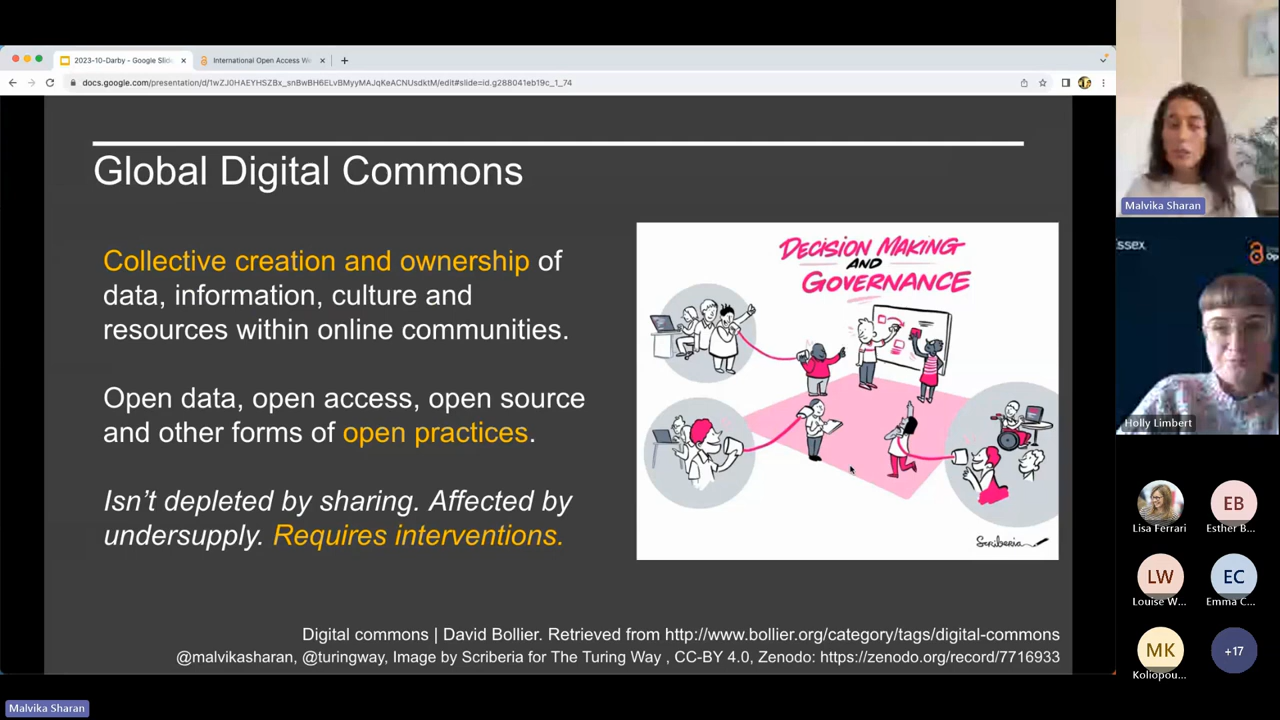 2023-10-Darby - Google Slid
International Open Access We
docs.google.com/presentation/d/1wZJ0HAEYHSZBx_snBwBH6ELvBMyyMAJqKeACNUsdktM/edit#slide=id.g288041eb19c_1_74
Global Digital Commons
Collective creation and ownership of
data, information, culture and
resources within online communities.
Open data, open access, open source
and other forms of open practices.
Isn't depleted by sharing. Affected by
undersupply. Requires interventions.
DECISION MAKING
AND
GOVERNANCE
Scriberia
Digital commons | David Bollier. Retrieved from http://www.bollier.org/category/tags/digital-commons
@malvikasharan, @turingway, Image by Scriberia for The Turing Way , CC-BY 4.0, Zenodo: https://zenodo.org/record/7716933
Malvika Sharan
Malvika Sharan
Holly Limbert
Lisa Ferrari
EB
Esther B...
LW
Louise W...
EC
Emma C...
MK
Koliopou...
+17